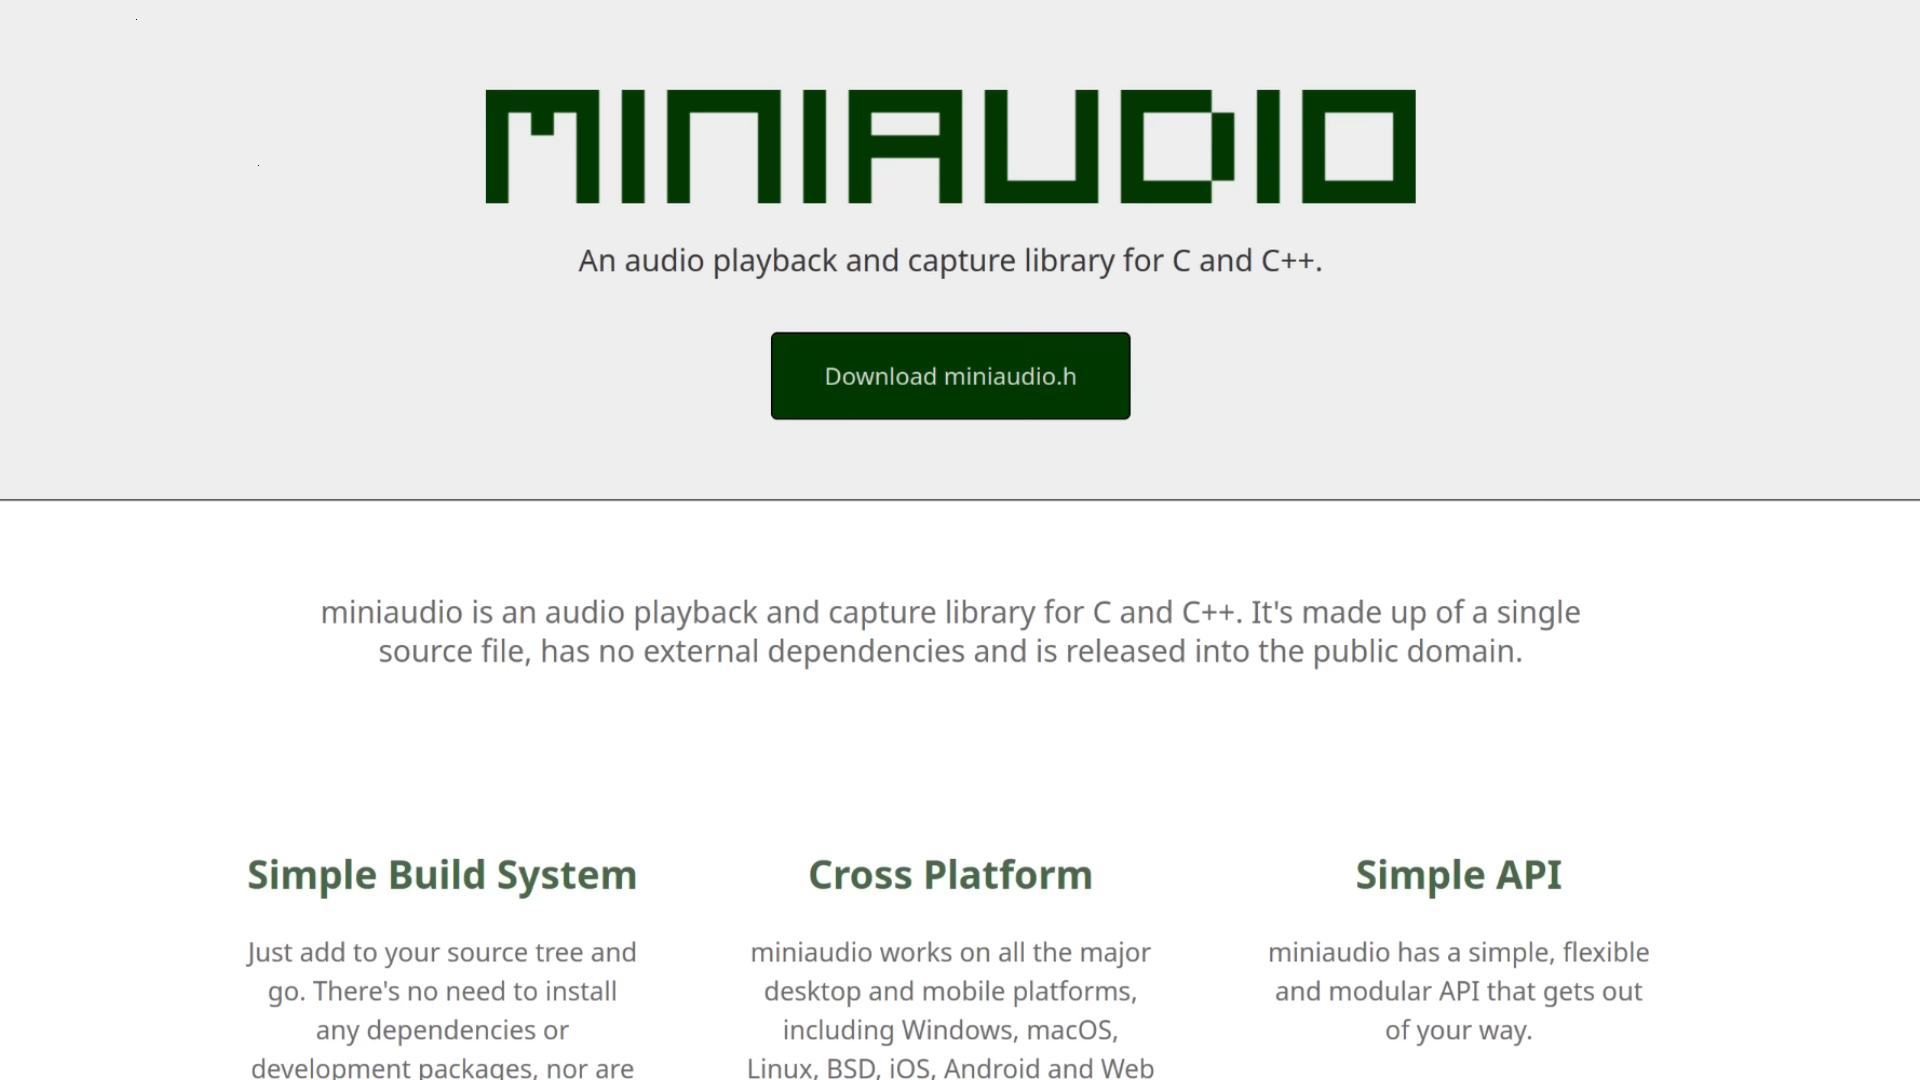 MINIAUDIO
An audio playback and capture library for C and C++.
Download miniaudio.h
miniaudio is an audio playback and capture library for C and C++. It's made up of a single
source file, has no external dependencies and is released into the public domain.
Simple Build System
Just add to your source tree and
go. There's no need to install
any dependencies or
development packages, nor are
Cross Platform
miniaudio works on all the major
desktop and mobile platforms,
including Windows, macOS,
Linux, BSD, iOS, Android and Web
Simple API
miniaudio has a simple, flexible
and modular API that gets out
of your way.